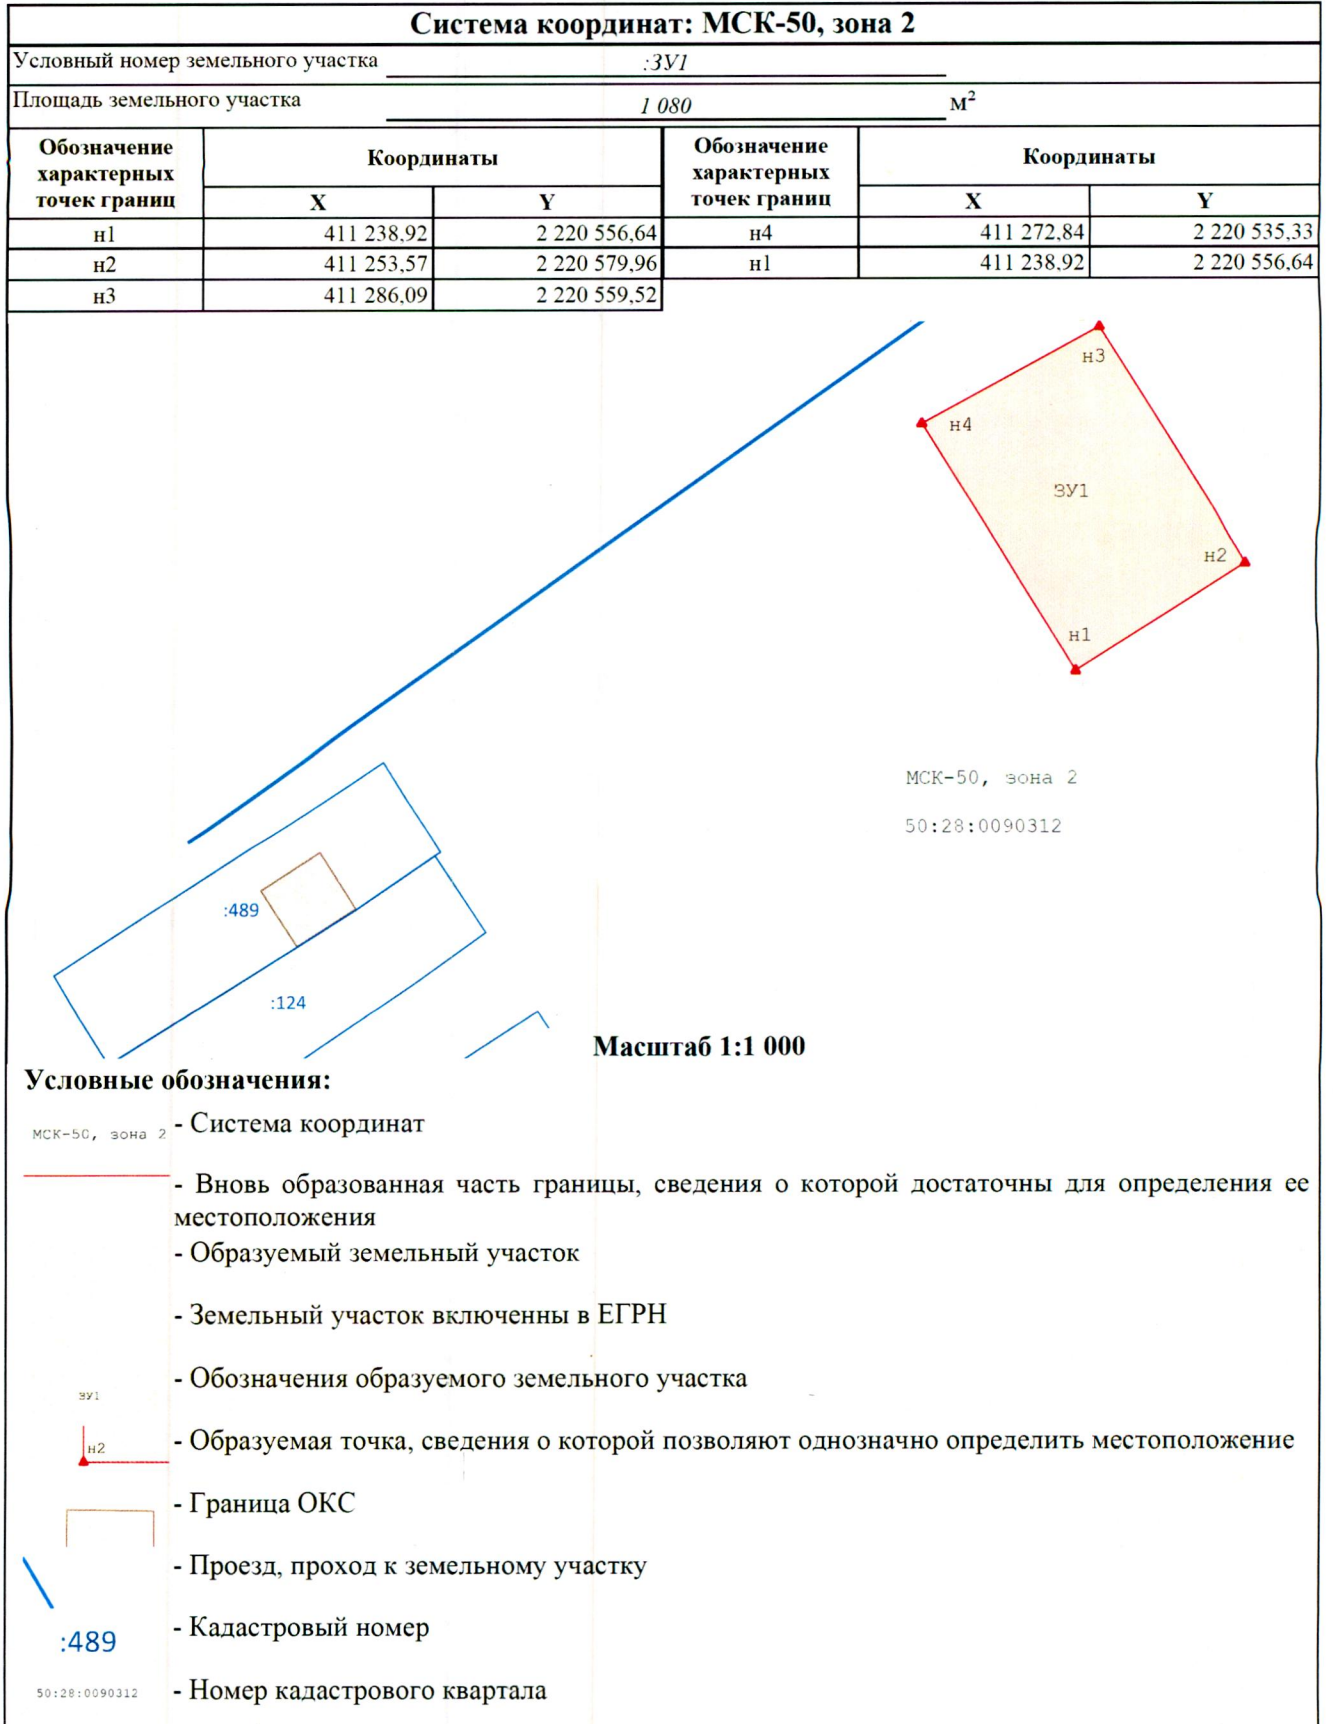 Система координат: МСК-50, зона 2
Условный номер земельного участка :ЗУ1
Площадь земельного участка 1 080 м²
Обозначение характерных точек границ Координаты Обозначение характерных точек границ Координаты
X Y X Y
н1 411 238,92 2 220 556,64 н4 411 272,84 2 220 535,33
н2 411 253,57 2 220 579,96 н1 411 238,92 2 220 556,64
н3 411 286,09 2 220 559,52
н3
н4
ЗУ1
н2
н1
МСК-50, зона 2
50:28:0090312
:489
:124
Масштаб 1:1 000
Условные обозначения:
МСК-50, зона 2 - Система координат
- Вновь образованная часть границы, сведения о которой достаточны для определения ее
местоположения
- Образуемый земельный участок
- Земельный участок включенны в ЕГРН
ЗУ1 - Обозначения образуемого земельного участка
н2 - Образуемая точка, сведения о которой позволяют однозначно определить местоположение
- Граница ОКС
- Проезд, проход к земельному участку
:489 - Кадастровый номер
50:28:0090312 - Номер кадастрового квартала